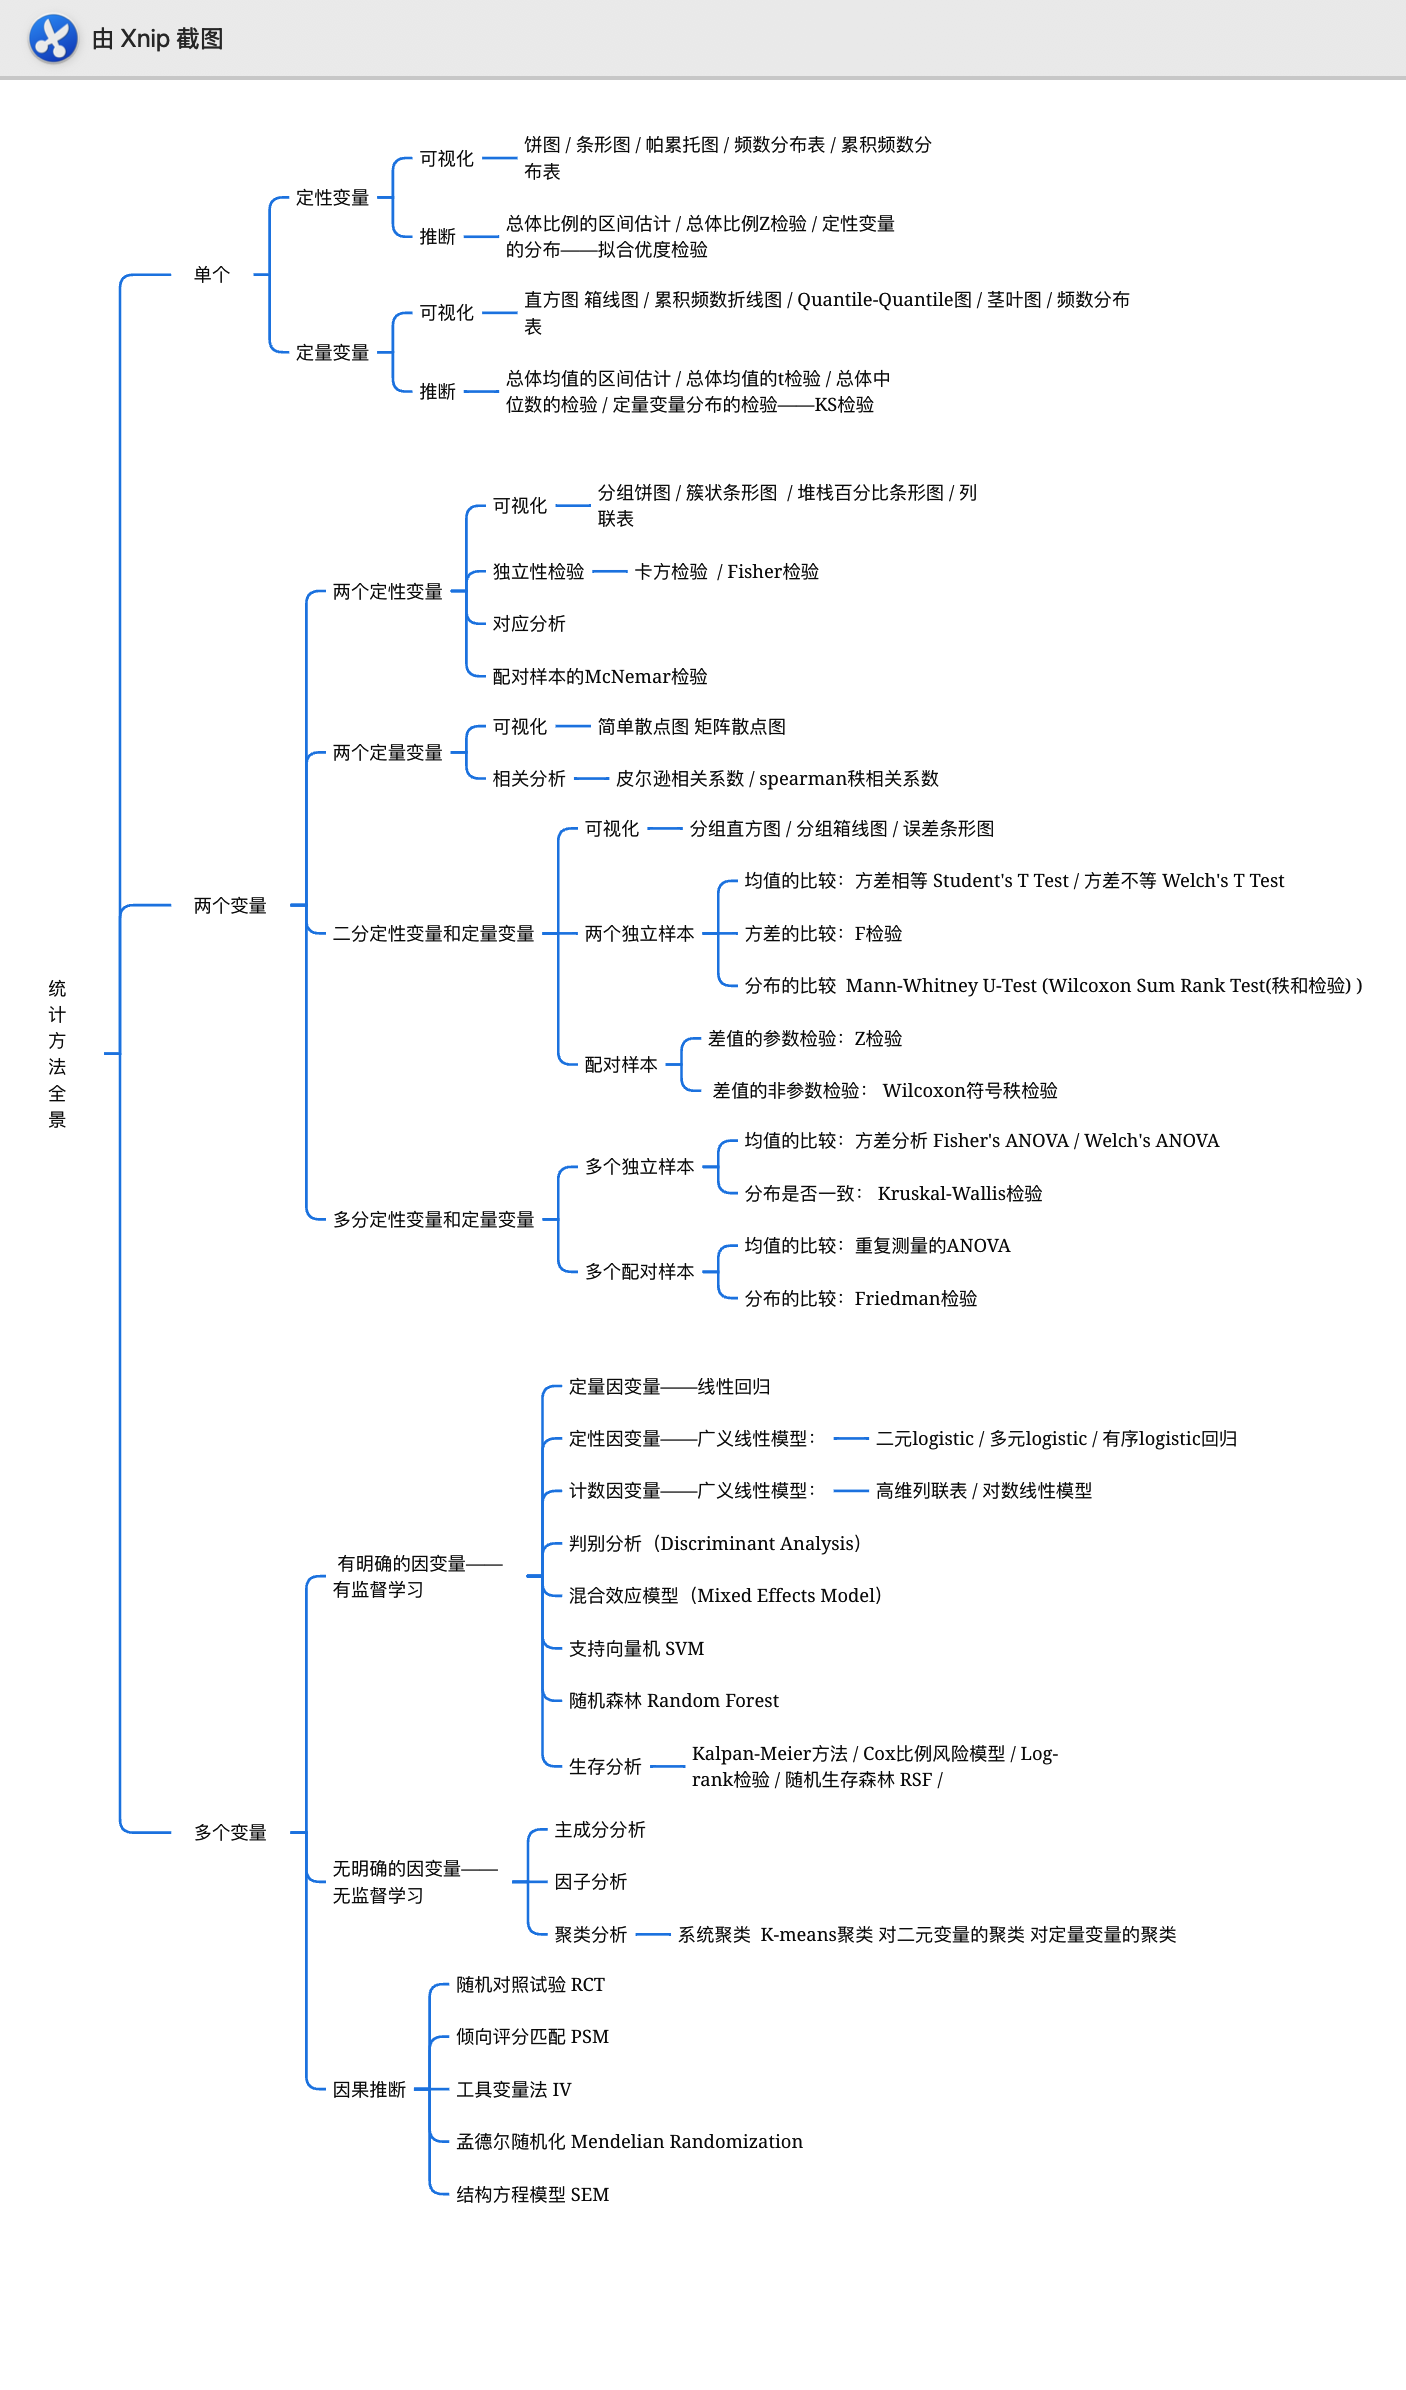 由 Xnip 截图
饼图 / 条形图 / 帕累托图 / 频数分布表 / 累积频数分
布表
可视化
定性变量
总体比例的区间估计 / 总体比例Z检验 / 定性变量
的分布——拟合优度检验
推断
单个
直方图 箱线图 / 累积频数折线图 / Quantile-Quantile图 / 茎叶图 / 频数分布
表
可视化
定量变量
总体均值的区间估计 / 总体均值的t检验 / 总体中
位数的检验 / 定量变量分布的检验——KS检验
推断
分组饼图 / 簇状条形图 / 堆栈百分比条形图 / 列
联表
可视化
独立性检验
卡方检验 / Fisher检验
两个定性变量
对应分析
配对样本的McNemar检验
可视化
简单散点图 矩阵散点图
两个定量变量
相关分析
皮尔逊相关系数 / spearman秩相关系数
可视化
分组直方图 / 分组箱线图 / 误差条形图
均值的比较：方差相等 Student's T Test / 方差不等 Welch's T Test
两个变量
二分定性变量和定量变量
两个独立样本
方差的比较：F检验
分布的比较 Mann-Whitney U-Test (Wilcoxon Sum Rank Test(秩和检验) )
统
计
方
法
全
景
差值的参数检验：Z检验
配对样本
差值的非参数检验： Wilcoxon符号秩检验
均值的比较：方差分析 Fisher's ANOVA / Welch's ANOVA
多个独立样本
分布是否一致： Kruskal-Wallis检验
多分定性变量和定量变量
均值的比较：重复测量的ANOVA
多个配对样本
分布的比较：Friedman检验
定量因变量——线性回归
定性因变量——广义线性模型：
二元logistic / 多元logistic / 有序logistic回归
计数因变量——广义线性模型：
高维列联表 / 对数线性模型
判别分析（Discriminant Analysis）
有明确的因变量——
有监督学习
混合效应模型（Mixed Effects Model）
支持向量机 SVM
随机森林 Random Forest
生存分析
Kalpan-Meier方法 / Cox比例风险模型 / Log-
rank检验 / 随机生存森林 RSF /
多个变量
主成分分析
无明确的因变量——
无监督学习
因子分析
聚类分析
系统聚类 K-means聚类 对二元变量的聚类 对定量变量的聚类
随机对照试验 RCT
倾向评分匹配 PSM
因果推断
工具变量法 IV
孟德尔随机化 Mendelian Randomization
结构方程模型 SEM